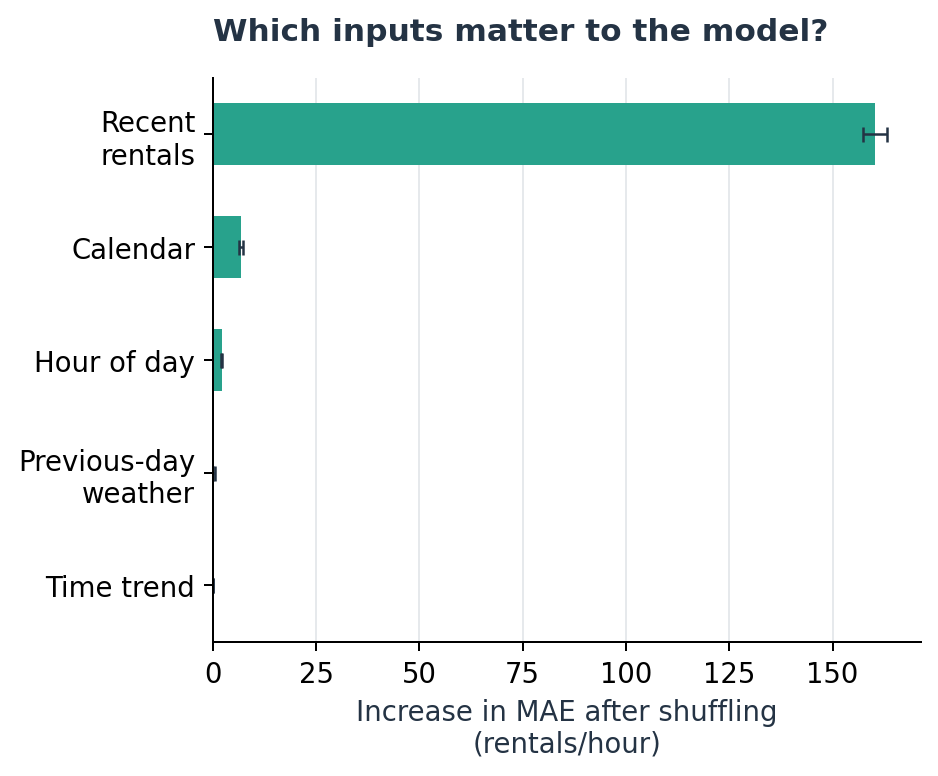 Which inputs matter to the model?
Recent
rentals
Calendar
Hour of day
Previous-day
weather
Time trend
0 25 50 75 100 125 150
Increase in MAE after shuffling
(rentals/hour)